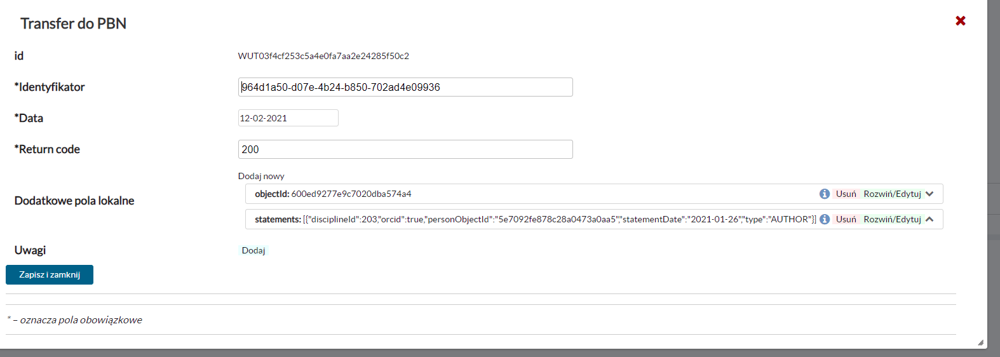 Transfer do PBN
id WUT03f4cf253c5a4e0fa7aa2e24285f50c2
*Identyfikator 964d1a50-d07e-4b24-b850-702ad4e09936
*Data 12-02-2021
*Return code 200
Dodaj nowy
Dodatkowe pola lokalne
objectId: 600ed9277e9c7020dba574a4 Usuń Rozwiń/Edytuj
statements: [{"disciplineId":203,"orcid":true,"personObjectId":"5e7092fe878c28a0473a0aa5","statementDate":"2021-01-26","type":"AUTHOR"}] Usuń Rozwiń/Edytuj
Uwagi Dodaj
Zapisz i zamknij
* – oznacza pola obowiązkowe